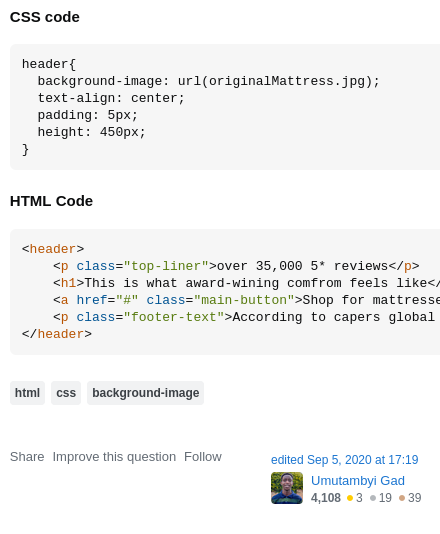 CSS code
header{
  background-image: url(originalMattress.jpg);
  text-align: center;
  padding: 5px;
  height: 450px;
}
HTML Code
<header>
    <p class="top-liner">over 35,000 5* reviews</p>
    <h1>This is what award-wining comfrom feels like</
    <a href="#" class="main-button">Shop for mattresse
    <p class="footer-text">According to capers global
</header>
html css background-image
Share Improve this question Follow
edited Sep 5, 2020 at 17:19
Umutambyi Gad
4,108 3 19 39